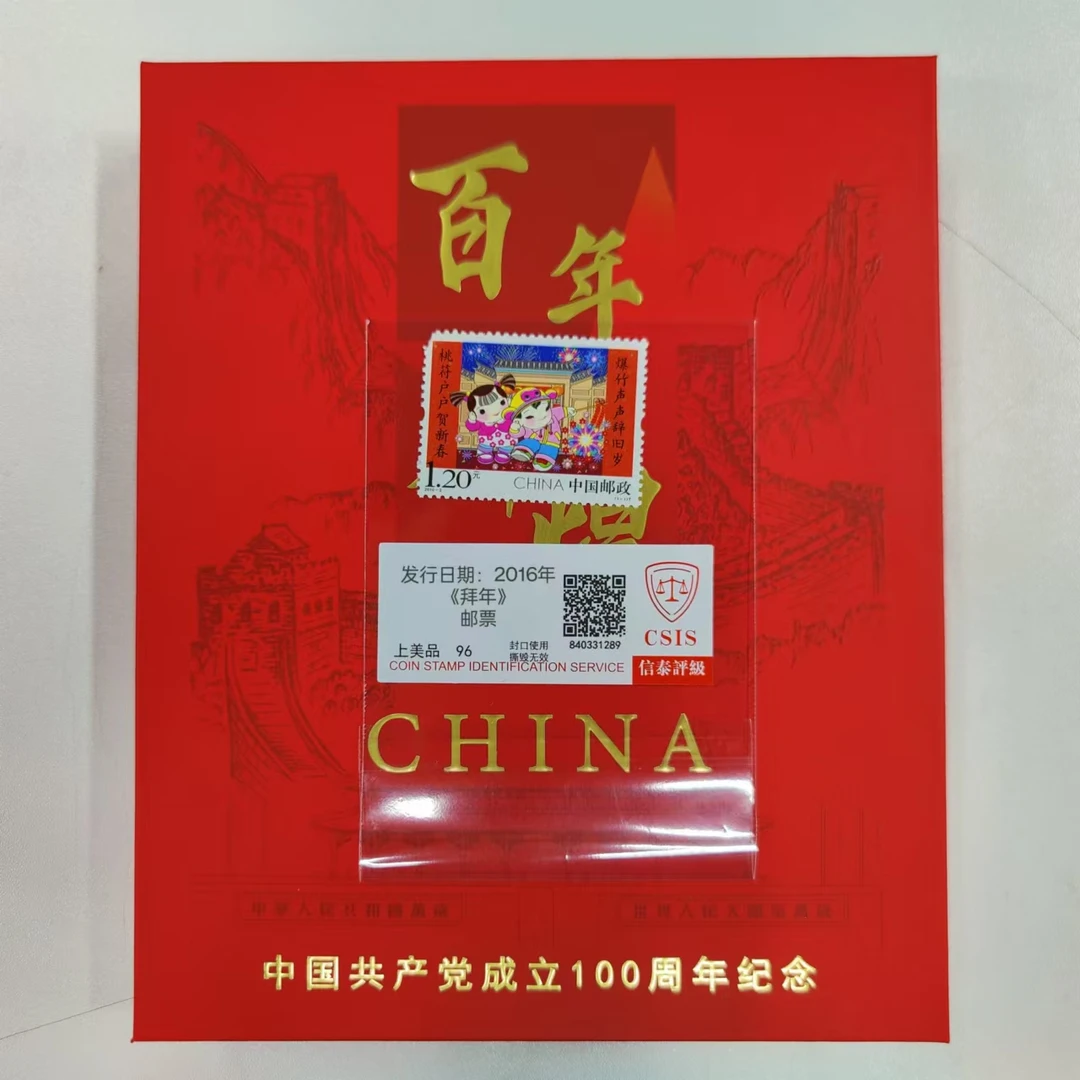 百年
爆竹声声辞旧岁
桃符户户贺新春
1.20元
CHINA 中国邮政
发行日期：2016年
《拜年》
邮票
上美品 96
封口使用
撕毁无效
840331289
COIN STAMP IDENTIFICATION SERVICE
CSIS
信泰評級
CHINA
中国共产党成立100周年纪念